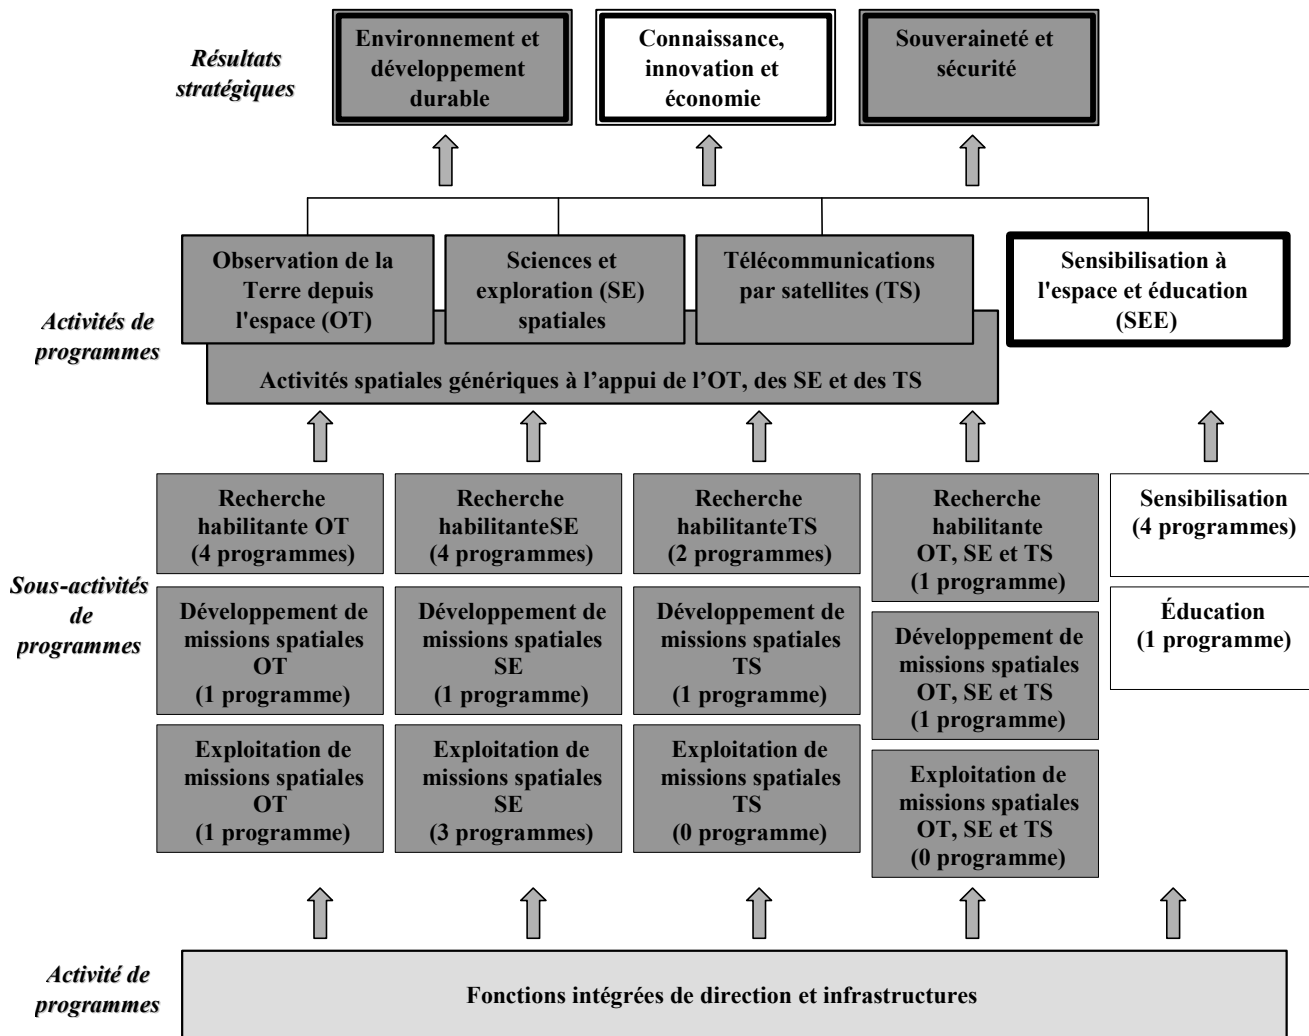 Résultats
stratégiques
Environnement et
développement
durable
Connaissance,
innovation et
économie
Souveraineté et
sécurité
Activités de
programmes
Observation de la
Terre depuis
l'espace (OT)
Sciences et
exploration (SE)
spatiales
Télécommunications
par satellites (TS)
Sensibilisation à
l'espace et éducation
(SEE)
Activités spatiales génériques à l’appui de l’OT, des SE et des TS
Sous-activités
de
programmes
Recherche
habilitante OT
(4 programmes)
Développement de
missions spatiales
OT
(1 programme)
Exploitation de
missions spatiales
OT
(1 programme)
Recherche
habilitanteSE
(4 programmes)
Développement de
missions spatiales
SE
(1 programme)
Exploitation de
missions spatiales
SE
(3 programmes)
Recherche
habilitanteTS
(2 programmes)
Développement de
missions spatiales
TS
(1 programme)
Exploitation de
missions spatiales
TS
(0 programme)
Recherche
habilitante
OT, SE et TS
(1 programme)
Développement de
missions spatiales
OT, SE et TS
(1 programme)
Exploitation de
missions spatiales
OT, SE et TS
(0 programme)
Sensibilisation
(4 programmes)
Éducation
(1 programme)
Activité de
programmes
Fonctions intégrées de direction et infrastructures